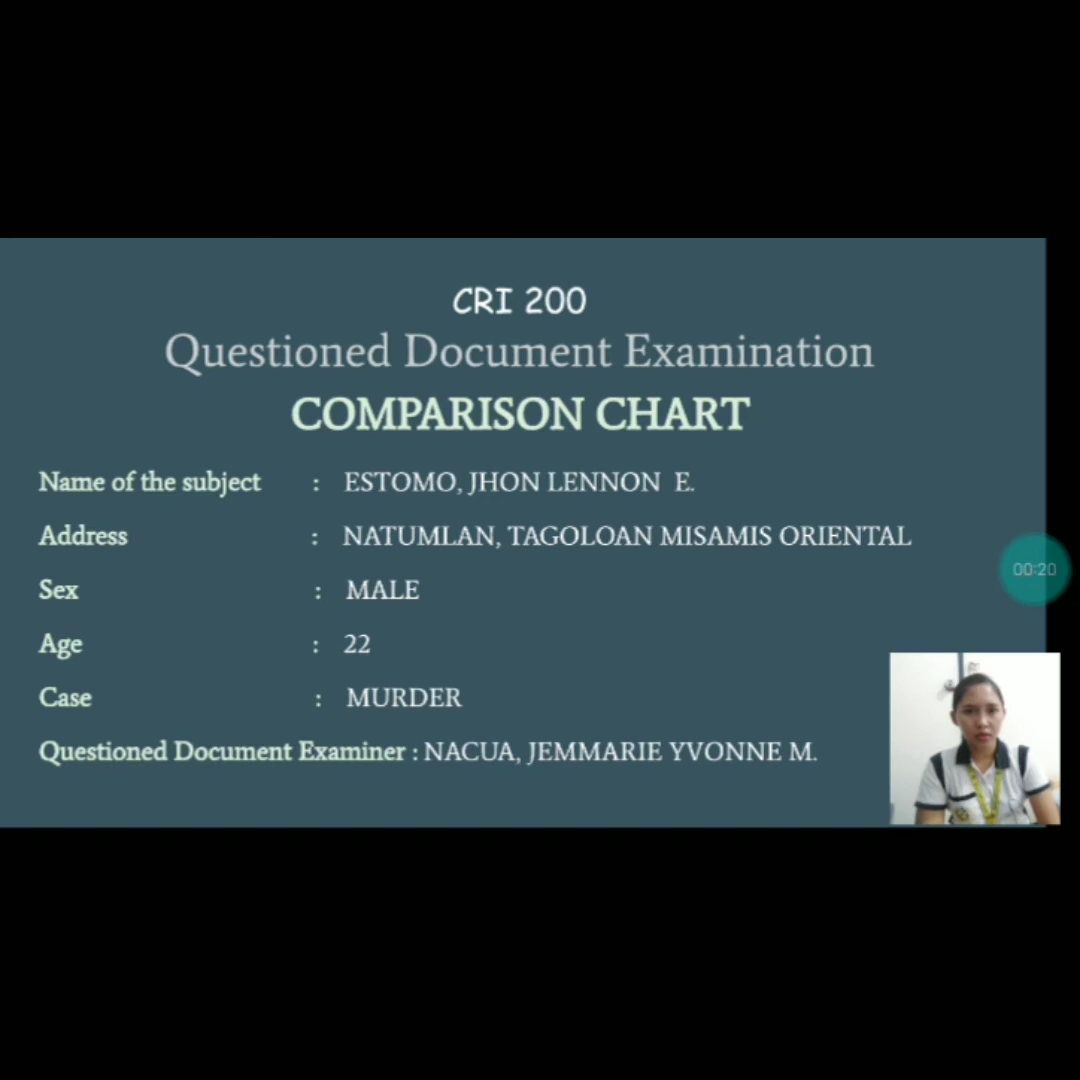 CRI 200
Questioned Document Examination
COMPARISON CHART
Name of the subject : ESTOMO, JHON LENNON E.
Address : NATUMLAN, TAGOLOAN MISAMIS ORIENTAL
00:20
Sex : MALE
Age : 22
Case : MURDER
Questioned Document Examiner : NACUA, JEMMARIE YVONNE M.